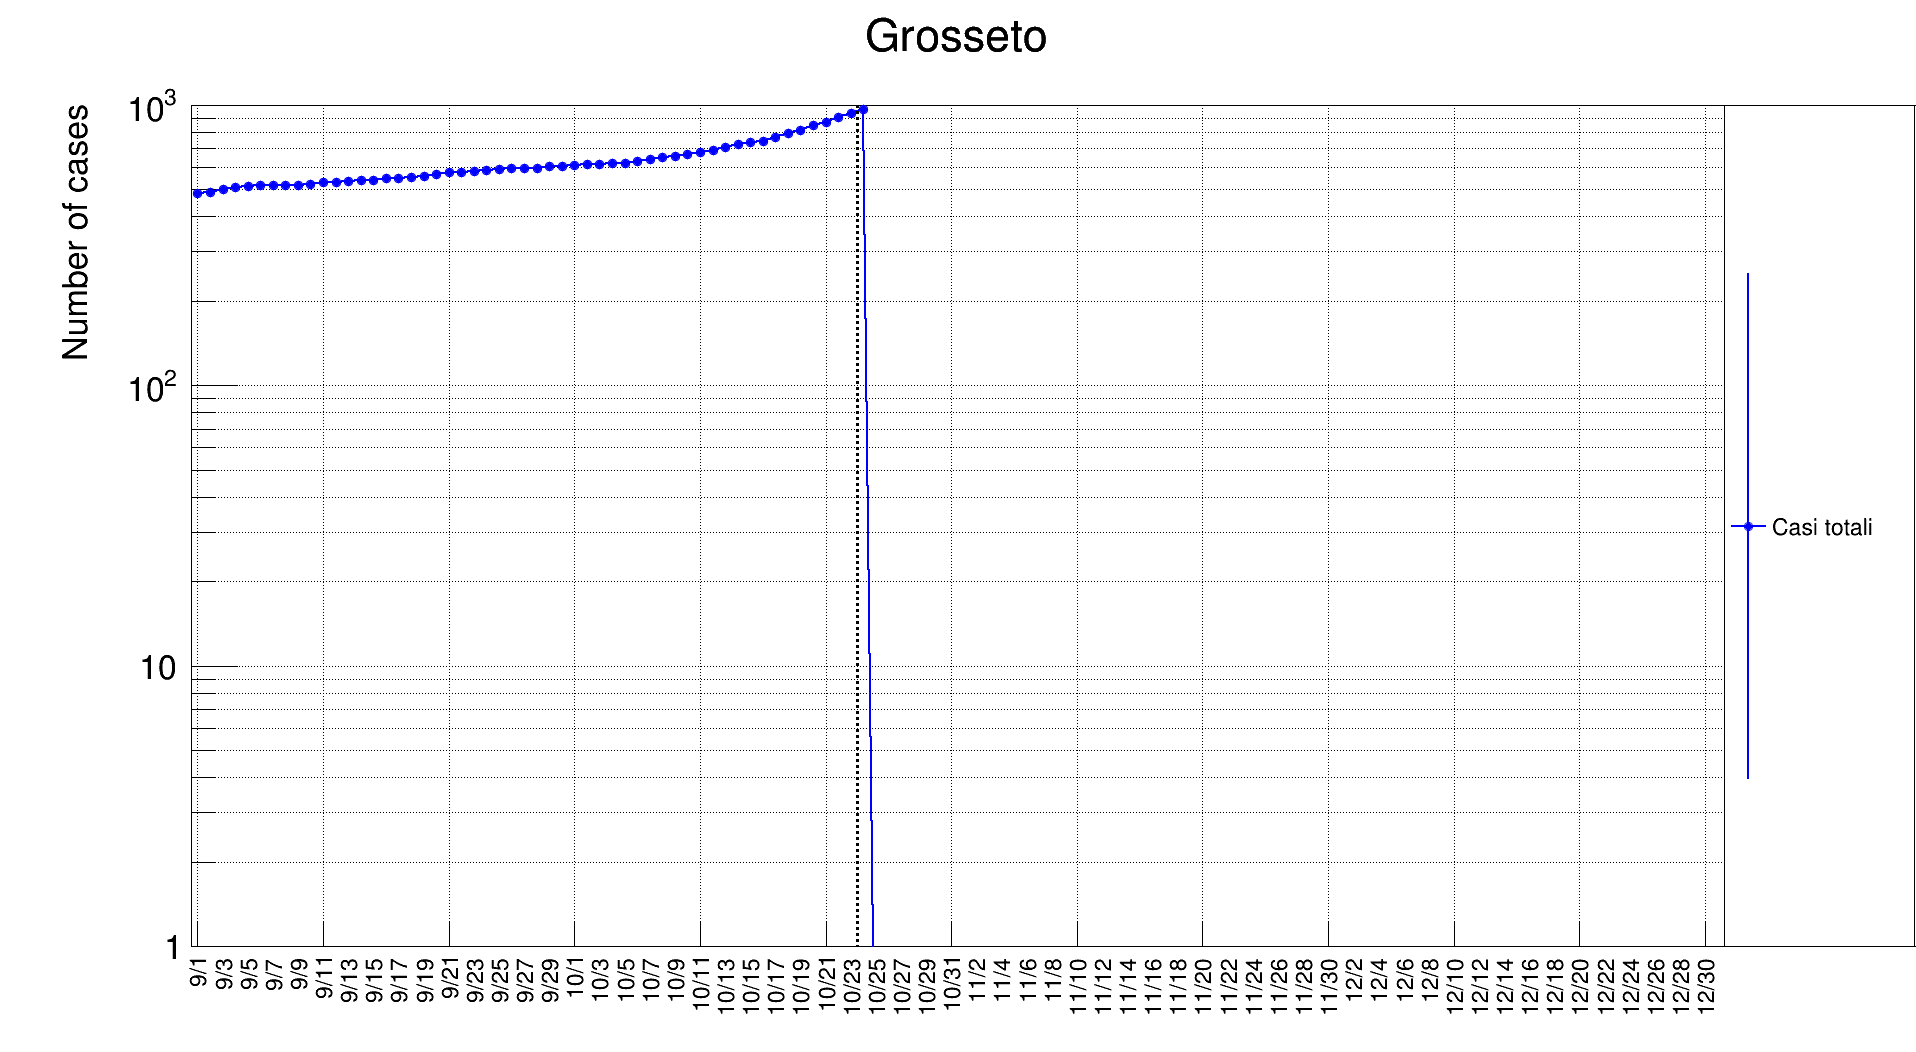 Grosseto
Number of cases
10³
10²
10
1
9/1 9/3 9/5 9/7 9/9 9/11 9/13 9/15 9/17 9/19 9/21 9/23 9/25 9/27 9/29 10/1 10/3 10/5 10/7 10/9 10/11 10/13 10/15 10/17 10/19 10/21 10/23 10/25 10/27 10/29 10/31 11/2 11/4 11/6 11/8 11/10 11/12 11/14 11/16 11/18 11/20 11/22 11/24 11/26 11/28 11/30 12/2 12/4 12/6 12/8 12/10 12/12 12/14 12/16 12/18 12/20 12/22 12/24 12/26 12/28 12/30
Casi totali